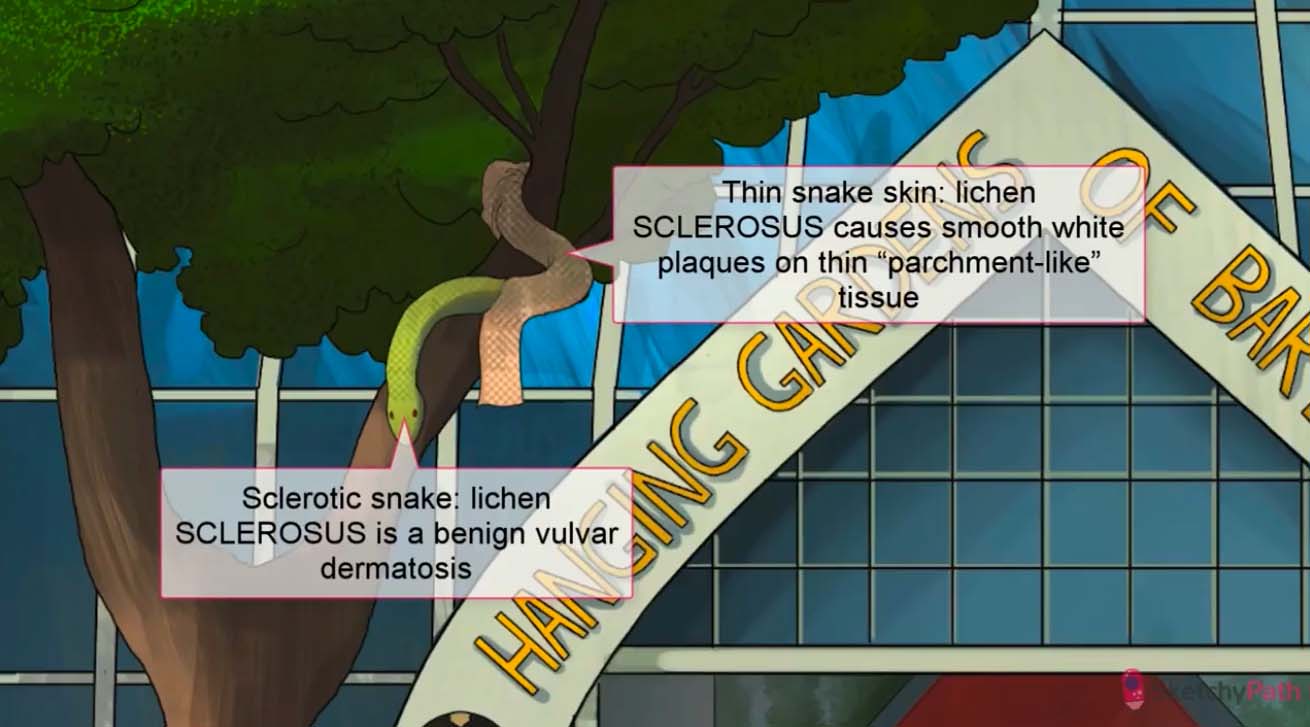 Thin snake skin: lichen
SCLEROSUS causes smooth white
plaques on thin “parchment-like”
tissue
Sclerotic snake: lichen
SCLEROSUS is a benign vulvar
dermatosis
HANGING GARDENS OF
SketchyPath